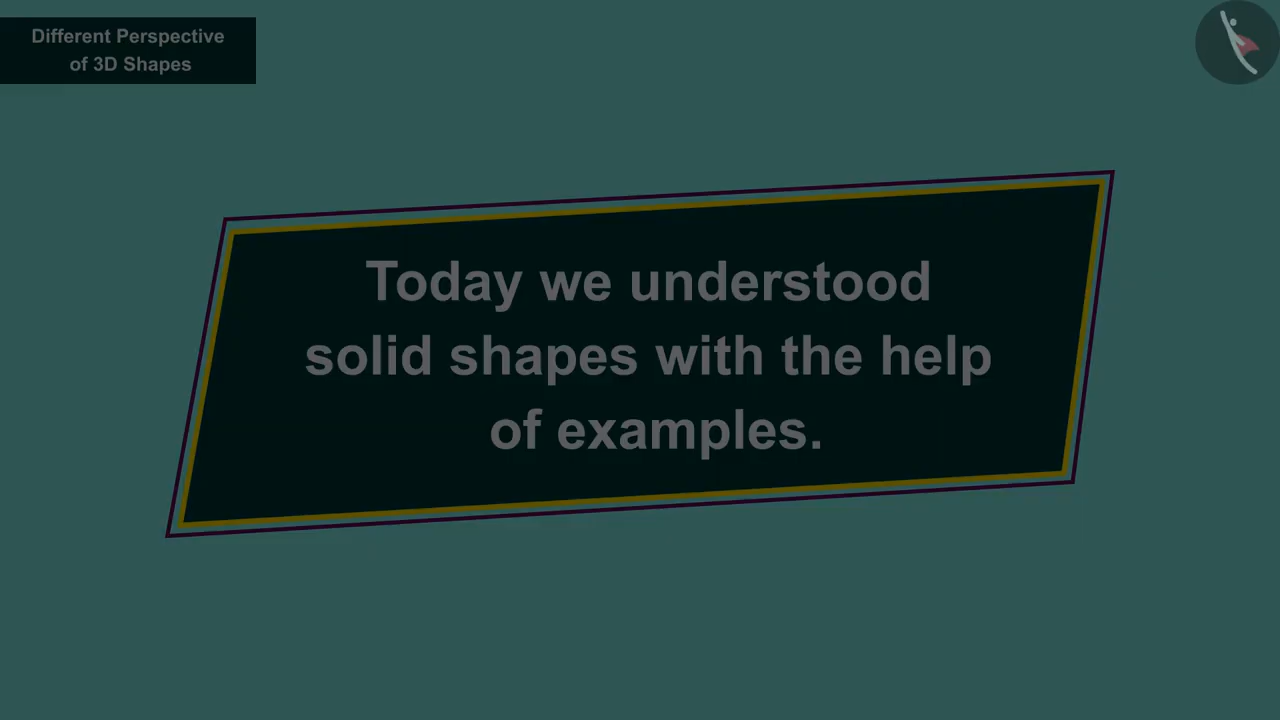 Different Perspective
of 3D Shapes
Today we understood
solid shapes with the help
of examples.